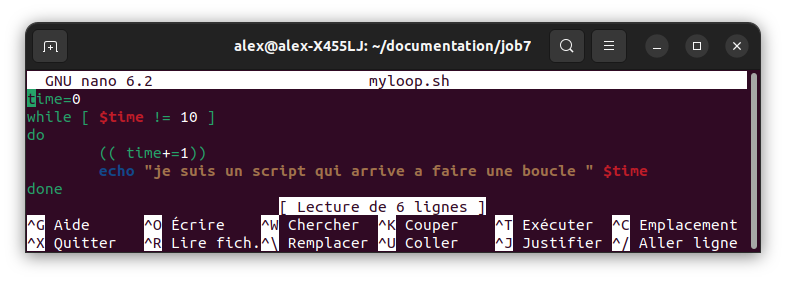 alex@alex-X455LJ: ~/documentation/job7
GNU nano 6.2 myloop.sh
time=0
while [ $time != 10 ]
do
(( time+=1))
echo "je suis un script qui arrive a faire une boucle " $time
done
[ Lecture de 6 lignes ]
^G Aide ^O Écrire ^W Chercher ^K Couper ^T Exécuter ^C Emplacement
^X Quitter ^R Lire fich. ^\ Remplacer ^U Coller ^J Justifier ^/ Aller ligne